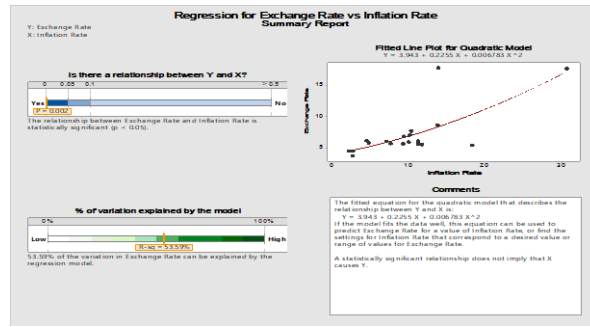 Regression for Exchange Rate vs Inflation Rate
Summary Report
Y: Exchange Rate
X: Inflation Rate
Is there a relationship between Y and X?
0 0.05 0.1 > 0.5
Yes No
P = 0.002
The relationship between Exchange Rate and Inflation Rate is
statistically significant (p < 0.05).
% of variation explained by the model
0% 100%
Low High
R-sq = 53.59%
53.59% of the variation in Exchange Rate can be explained by the
regression model.
Fitted Line Plot for Quadratic Model
Y = 3.943 + 0.2255 X + 0.006783 X^2
15
10
5
Exchange Rate
0 10 20 30
Inflation Rate
Comments
The fitted equation for the quadratic model that describes the
relationship between Y and X is:
Y = 3.943 + 0.2255 X + 0.006783 X^2
If the model fits the data well, this equation can be used to
predict Exchange Rate for a value of Inflation Rate, or find the
settings for Inflation Rate that correspond to a desired value or
range of values for Exchange Rate.
A statistically significant relationship does not imply that X
causes Y.